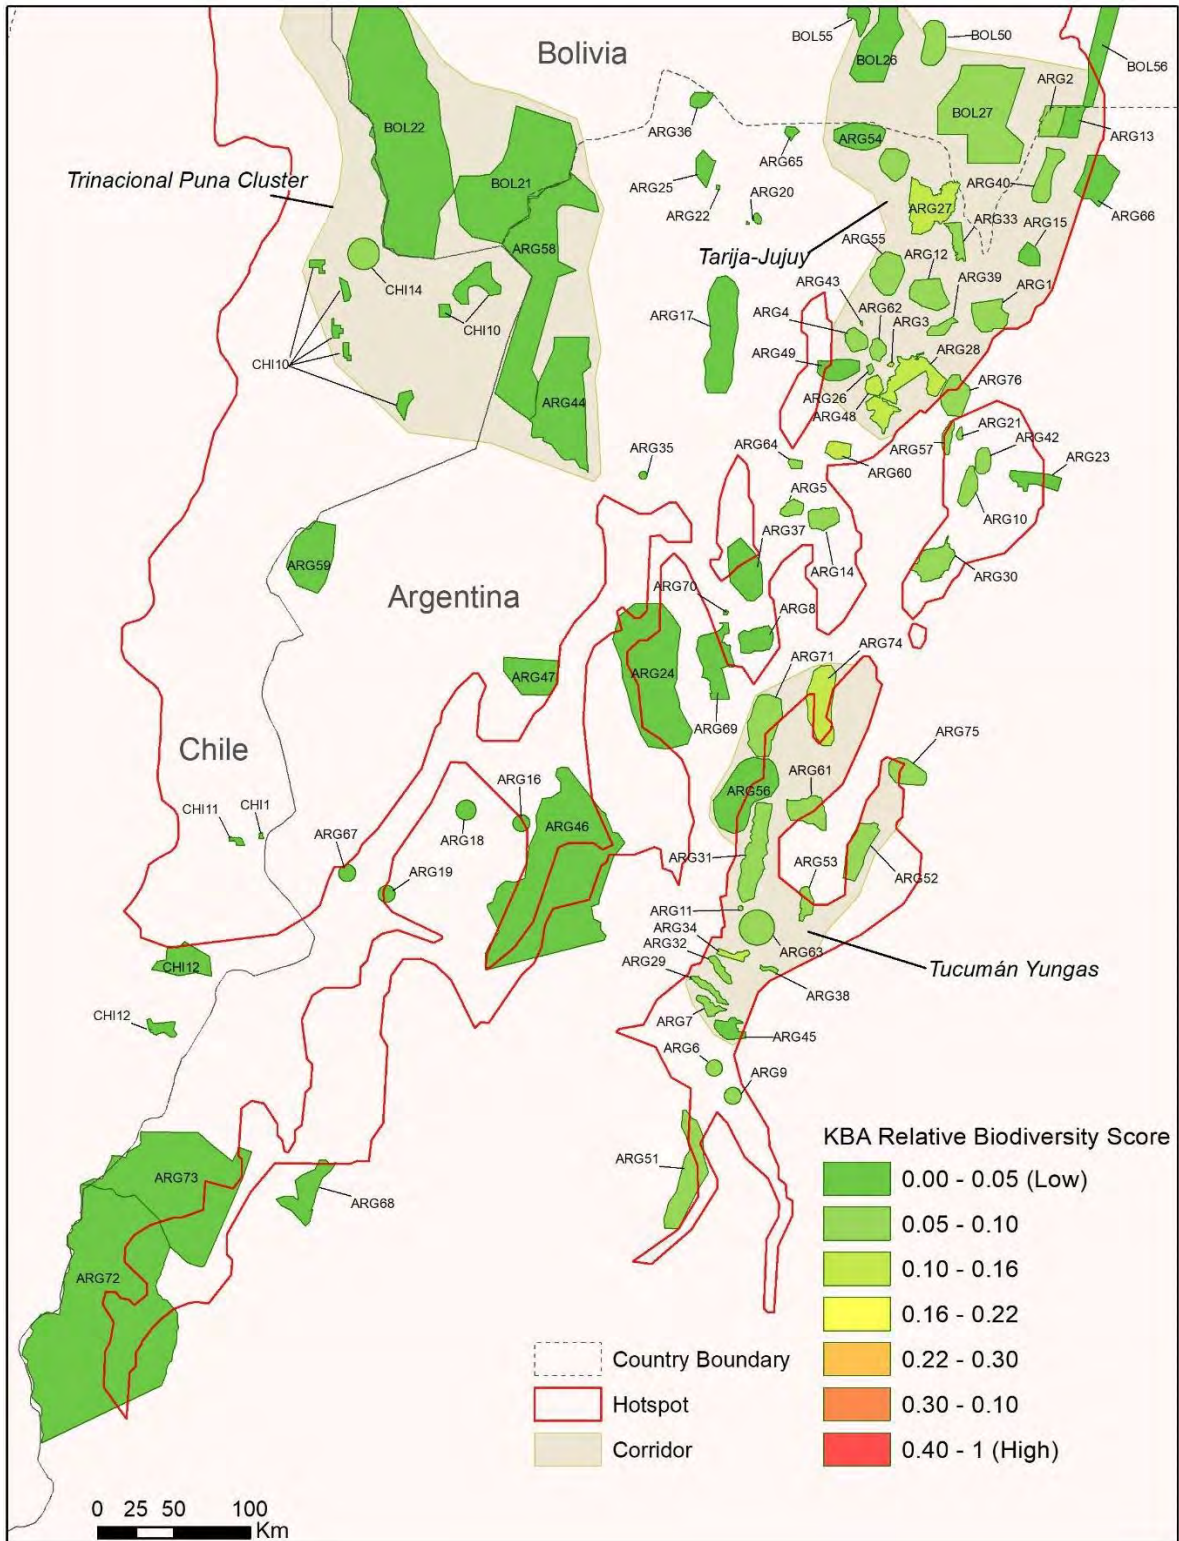 Bolivia
BOL55
BOL50
BOL26
BOL56
ARG2
BOL27
BOL22
ARG36
ARG54
ARG13
ARG65
Trinacional Puna Cluster
BOL21
ARG25
ARG40
ARG22
ARG20
ARG27
ARG33
ARG66
ARG15
ARG58
ARG55
Tarija-Jujuy
ARG12
ARG39
CHI14
ARG43
ARG1
ARG62
ARG17
ARG4
ARG3
CHI10
ARG28
ARG49
CHI10
ARG26
ARG76
ARG44
ARG48
ARG21
ARG57
ARG42
ARG64
ARG60
ARG23
ARG35
ARG5
ARG10
ARG37
ARG14
ARG59
ARG30
Argentina
ARG70
ARG8
ARG74
ARG71
ARG47
ARG24
ARG69
Chile
ARG75
ARG16
ARG61
ARG56
CHI11
CHI1
ARG67
ARG18
ARG46
ARG31
ARG53
ARG19
ARG52
ARG11
ARG34
ARG32
ARG63
CHI12
ARG29
Tucumán Yungas
ARG38
CHI12
ARG7
ARG45
ARG6
ARG9
ARG51
ARG73
ARG68
ARG72
KBA Relative Biodiversity Score
0.00 - 0.05 (Low)
0.05 - 0.10
0.10 - 0.16
0.16 - 0.22
0.22 - 0.30
0.30 - 0.10
0.40 - 1 (High)
Country Boundary
Hotspot
Corridor
0 25 50 100
Km